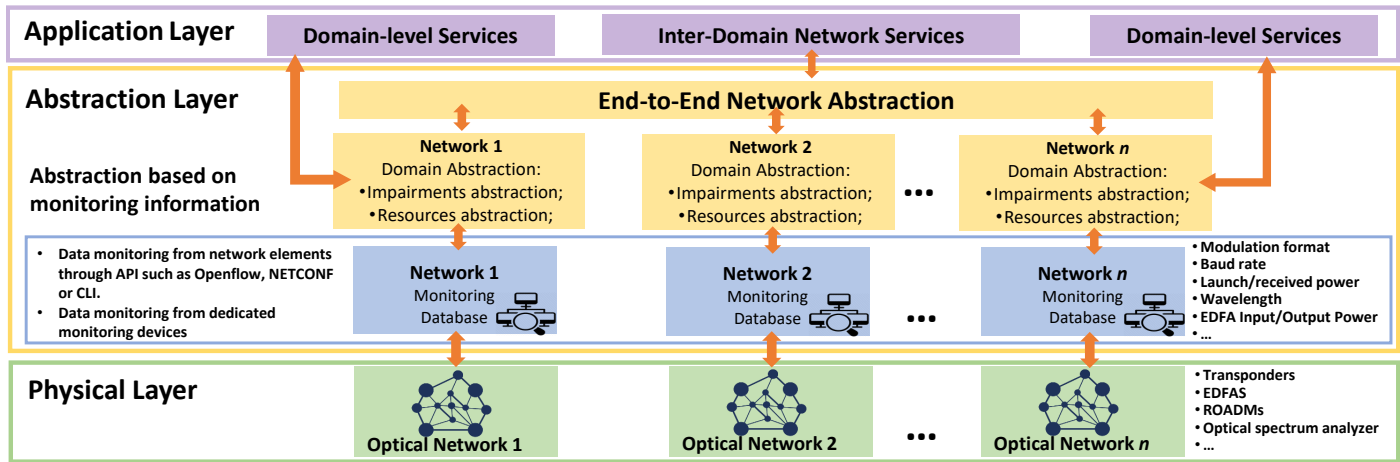 Application Layer
Domain-level Services
Inter-Domain Network Services
Domain-level Services
Abstraction Layer
End-to-End Network Abstraction
Abstraction based on
monitoring information
Network 1
Domain Abstraction:
•Impairments abstraction;
•Resources abstraction;
Network 2
Domain Abstraction:
•Impairments abstraction;
•Resources abstraction;
...
Network n
Domain Abstraction:
•Impairments abstraction;
•Resources abstraction;
• Data monitoring from network elements
through API such as Openflow, NETCONF
or CLI.
• Data monitoring from dedicated
monitoring devices
Network 1
Monitoring
Database
Network 2
Monitoring
Database
...
Network n
Monitoring
Database
• Modulation format
• Baud rate
• Launch/received power
• Wavelength
• EDFA Input/Output Power
• ...
Physical Layer
Optical Network 1
Optical Network 2
...
Optical Network n
• Transponders
• EDFAS
• ROADMs
• Optical spectrum analyzer
• ...